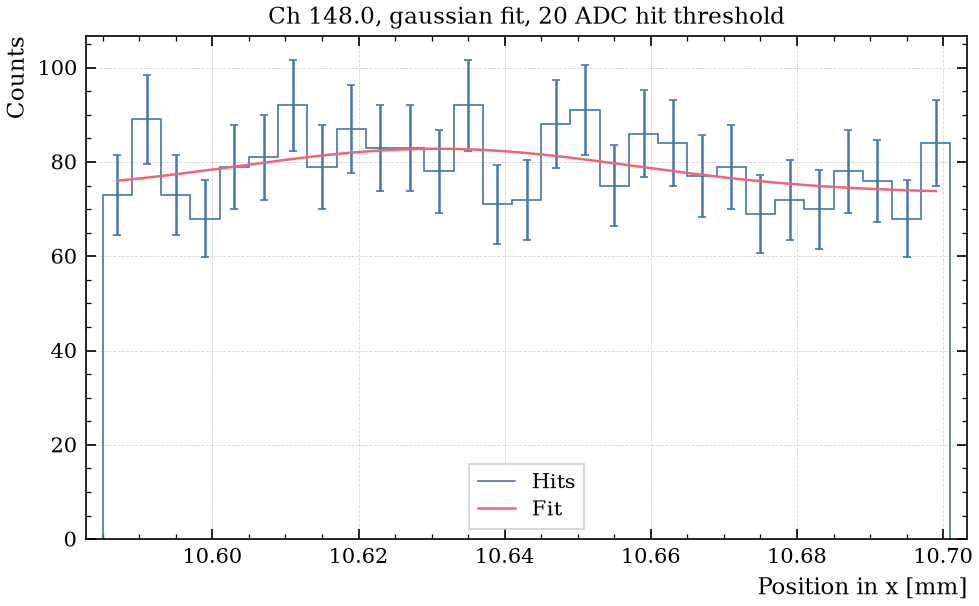 Ch 148.0, gaussian fit, 20 ADC hit threshold
Counts
100
80
60
40
20
0
Hits
Fit
10.60
10.62
10.64
10.66
10.68
10.70
Position in x [mm]